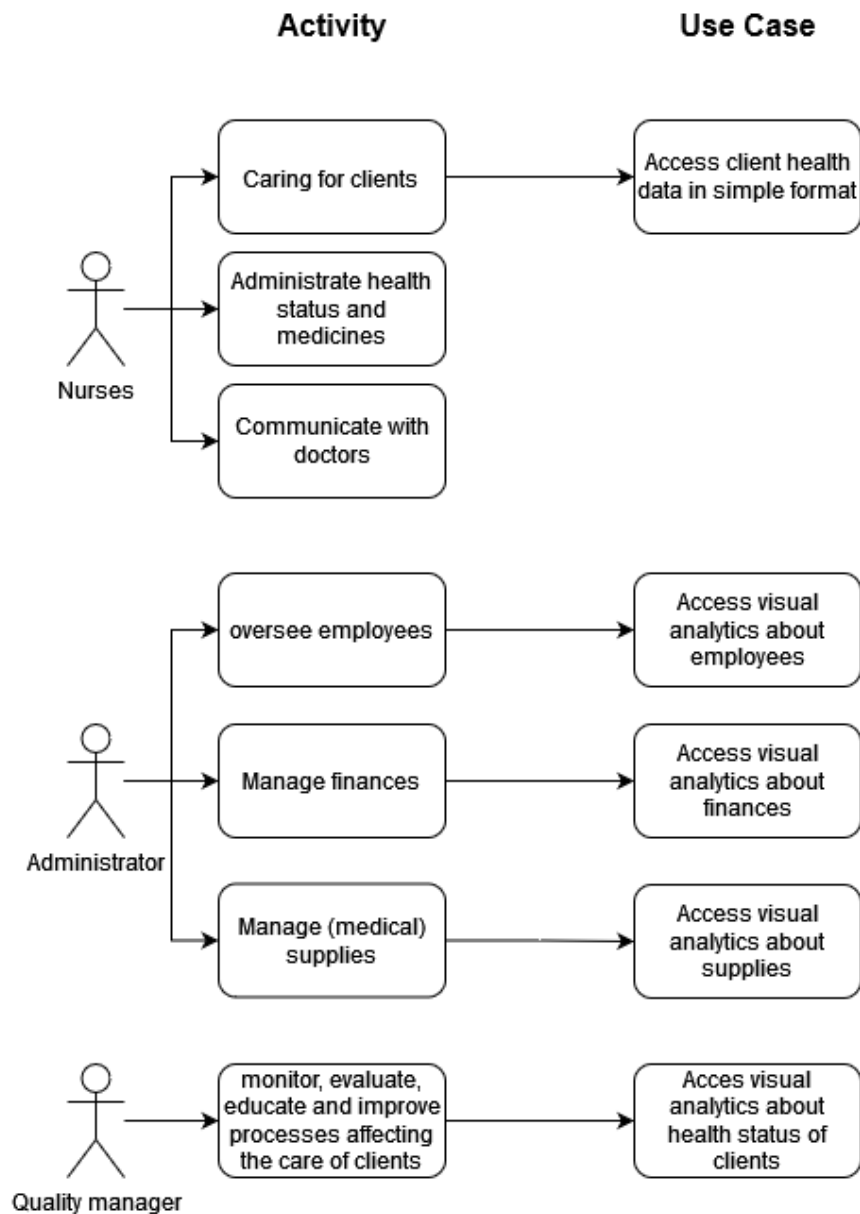 Activity
Use Case
Caring for clients
Access client health
data in simple format
Administrate health
status and
medicines
Nurses
Communicate with
doctors
oversee employees
Access visual
analytics about
employees
Manage finances
Access visual
analytics about
finances
Administrator
Manage (medical)
supplies
Access visual
analytics about
supplies
monitor, evaluate,
educate and improve
processes affecting
the care of clients
Acces visual
analytics about
health status of
clients
Quality manager